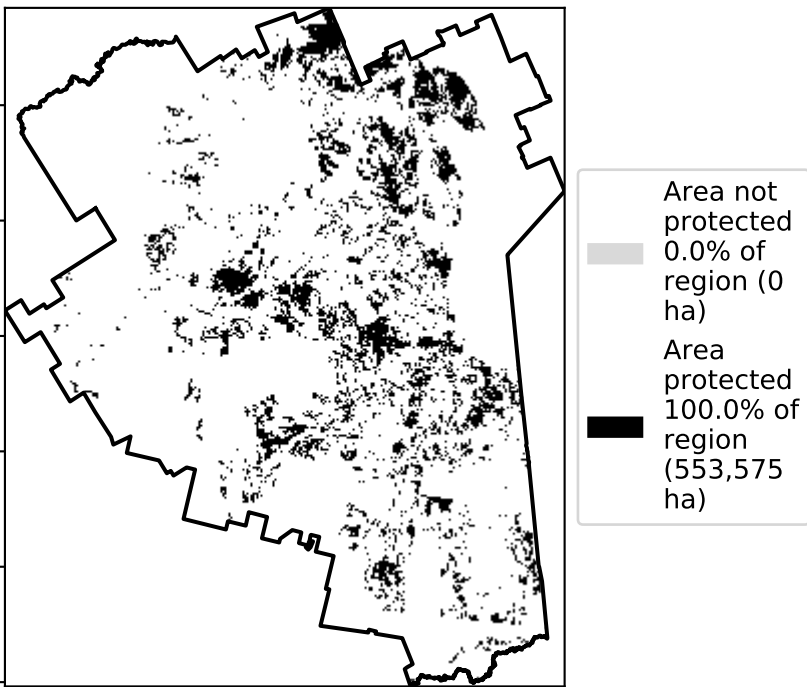 Area not
protected
0.0% of
region (0
ha)
Area
protected
100.0% of
region
(553,575
ha)